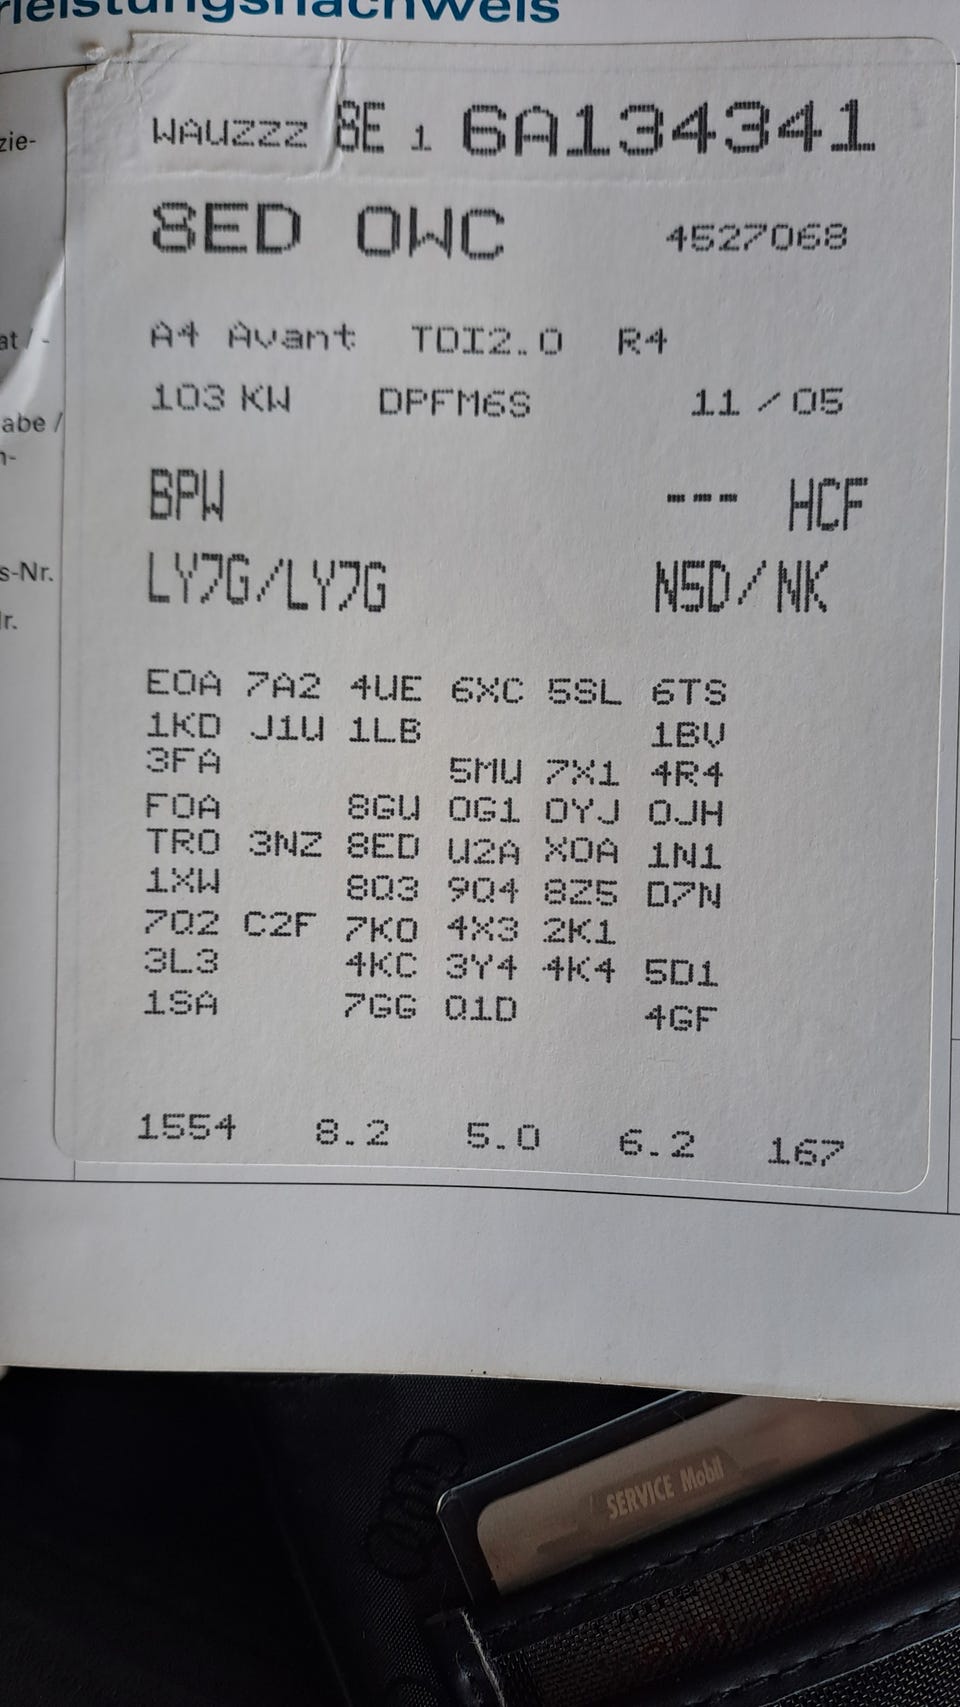 rleistungsnachweis
zie-
WAUZZZ 8E 1 6A134341
8ED 0WC 4527068
at / -
A4 Avant TDI2.0 R4
103 KW DPFM6S 11 / 05
abe /
n-
BPW --- HCF
s-Nr.
LY7G/LY7G N5D/ NK
lr.
E0A 7A2 4UE 6XC 5SL 6TS
1KD J1U 1LB 1BV
3FA 5MU 7X1 4R4
F0A 8GU 0G1 0YJ 0JH
TR0 3NZ 8ED U2A X0A 1N1
1XW 8Q3 9Q4 8Z5 D7N
7Q2 C2F 7K0 4X3 2K1
3L3 4KC 3Y4 4K4 5D1
1SA 7GG Q1D 4GF
1554 8.2 5.0 6.2 167
SERVICE Mobil